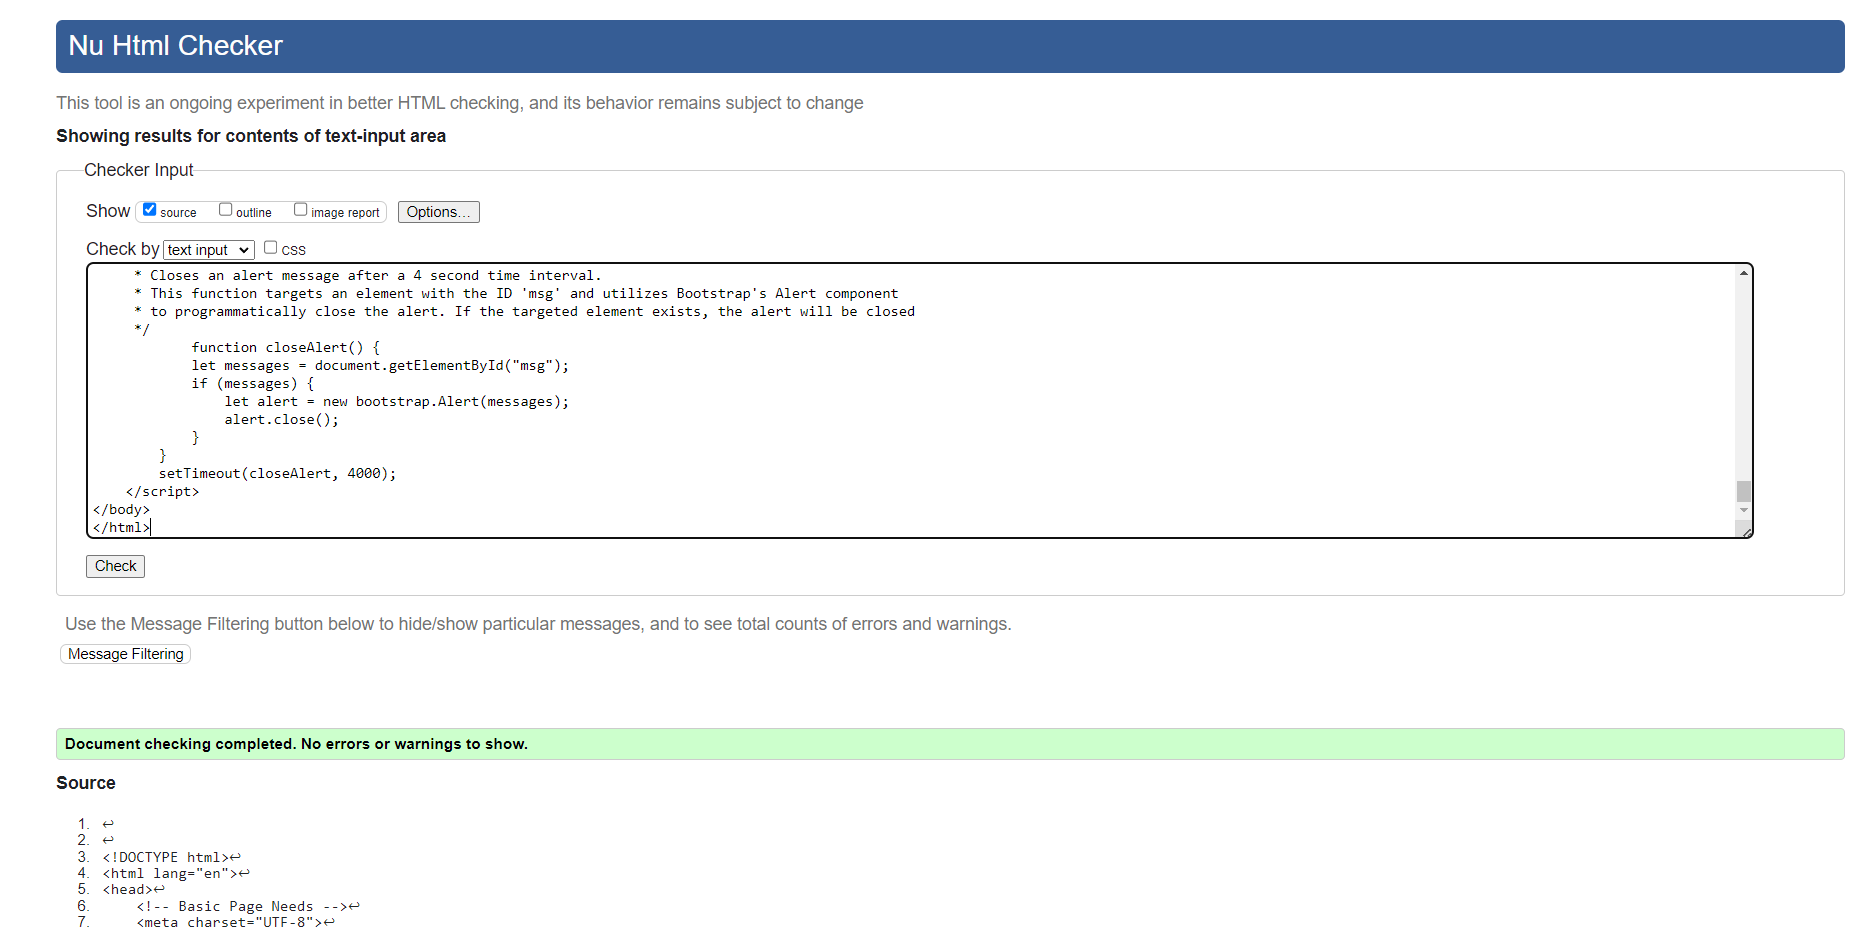 Nu Html Checker
This tool is an ongoing experiment in better HTML checking, and its behavior remains subject to change
Showing results for contents of text-input area
Checker Input
Show source outline image report Options...
Check by text input css
* Closes an alert message after a 4 second time interval.
* This function targets an element with the ID 'msg' and utilizes Bootstrap's Alert component
* to programmatically close the alert. If the targeted element exists, the alert will be closed
*/
function closeAlert() {
let messages = document.getElementById("msg");
if (messages) {
let alert = new bootstrap.Alert(messages);
alert.close();
}
}
setTimeout(closeAlert, 4000);
</script>
</body>
</html>
Check
Use the Message Filtering button below to hide/show particular messages, and to see total counts of errors and warnings.
Message Filtering
Document checking completed. No errors or warnings to show.
Source
1. ↩
2. ↩
3. <!DOCTYPE html>↩
4. <html lang="en">↩
5. <head>↩
6. <!-- Basic Page Needs -->↩
7. <meta charset="UTF-8">↩